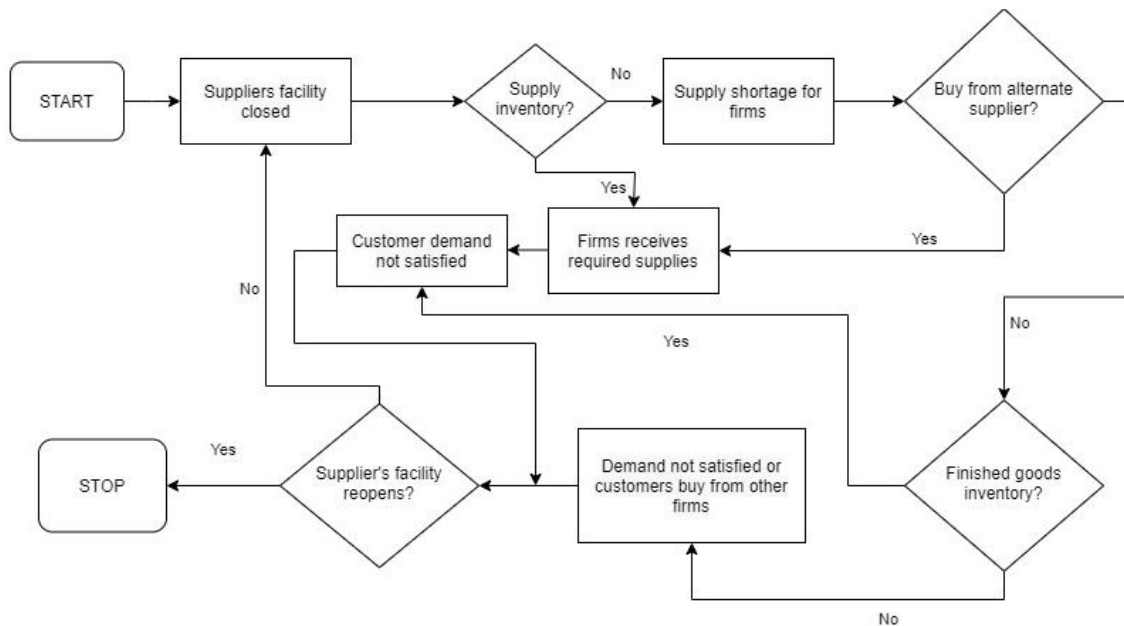 START
Suppliers facility
closed
Supply
inventory?
No
Supply shortage for
firms
Buy from alternate
supplier?
Yes
Customer demand
not satisfied
Firms receives
required supplies
Yes
No
No
Yes
Yes
STOP
Supplier's facility
reopens?
Demand not satisfied or
customers buy from other
firms
Finished goods
inventory?
No